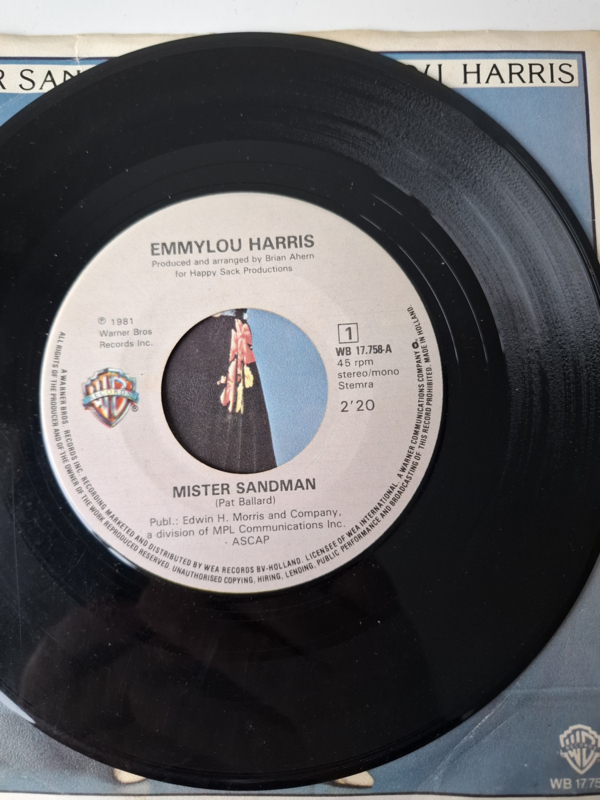 R SAN
HARRIS
EMMYLOU HARRIS
Produced and arranged by Brian Ahern
for Happy Sack Productions
℗ 1981
Warner Bros
Records Inc.
1
WB 17.758-A
45 rpm
stereo/mono
Stemra
2'20
WB
RECORDS
®
MISTER SANDMAN
(Pat Ballard)
Publ.: Edwin H. Morris and Company,
a division of MPL Communications Inc.
- ASCAP
A WARNER BROS. RECORDS INC. RECORDING MARKETED AND DISTRIBUTED BY WEA RECORDS BV-HOLLAND. LICENSEE OF WEA INTERNATIONAL. A WARNER COMMUNICATIONS COMPANY. MADE IN HOLLAND.
ALL RIGHTS OF THE PRODUCER AND OF THE OWNER OF THE WORK REPRODUCED RESERVED. UNAUTHORISED COPYING, HIRING, LENDING, PUBLIC PERFORMANCE AND BROADCASTING OF THIS RECORD PROHIBITED.
WB 17.75